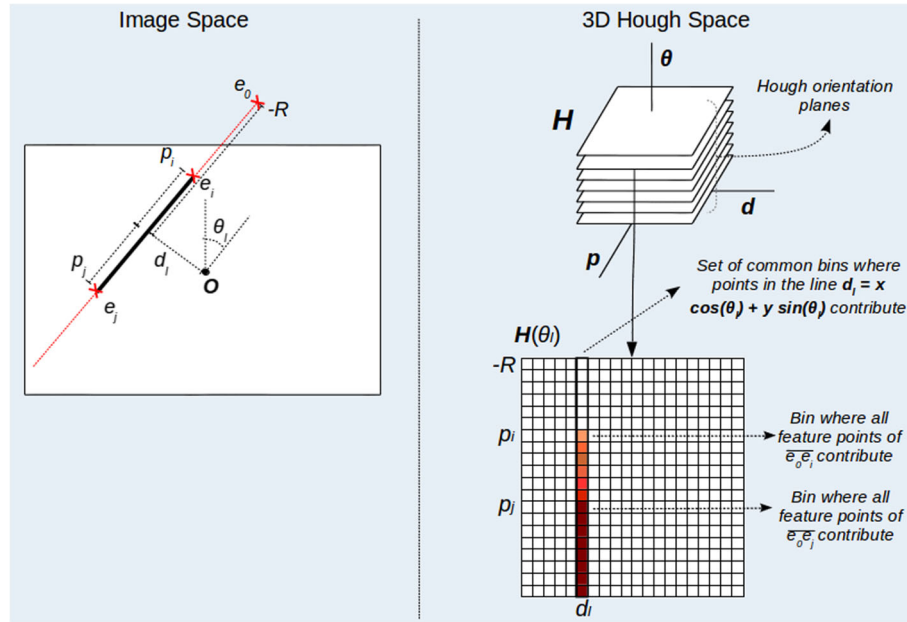 Image Space
e0
-R
pi
ei
θl
pj
dl
O
ej
3D Hough Space
θ
H
Hough orientation
planes
d
p
Set of common bins where
points in the line dl = x
cos(θl) + y sin(θl) contribute
H(θl)
-R
pi
Bin where all
feature points of
e0ei contribute
pj
Bin where all
feature points of
e0ej contribute
dl